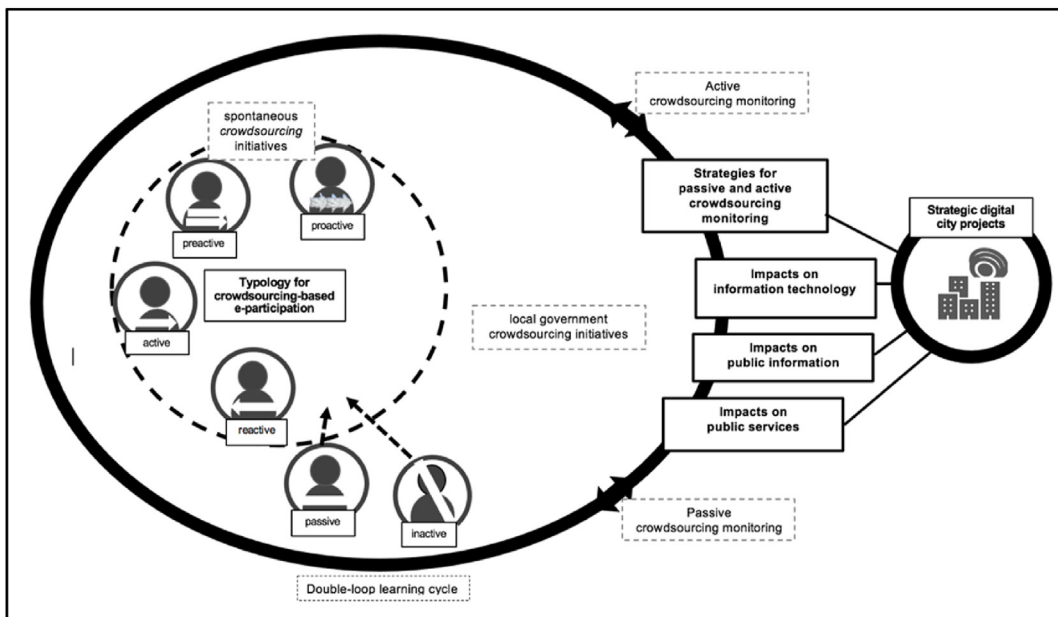 Active
crowdsourcing monitoring
spontaneous
crowdsourcing
initiatives
preactive
proactive
Strategies for
passive and active
crowdsourcing
monitoring
Strategic digital
city projects
Typology for
crowdsourcing-based
e-participation
Impacts on
information technology
active
local government
crowdsourcing initiatives
Impacts on
public information
reactive
Impacts on
public services
passive
inactive
Passive
crowdsourcing monitoring
Double-loop learning cycle